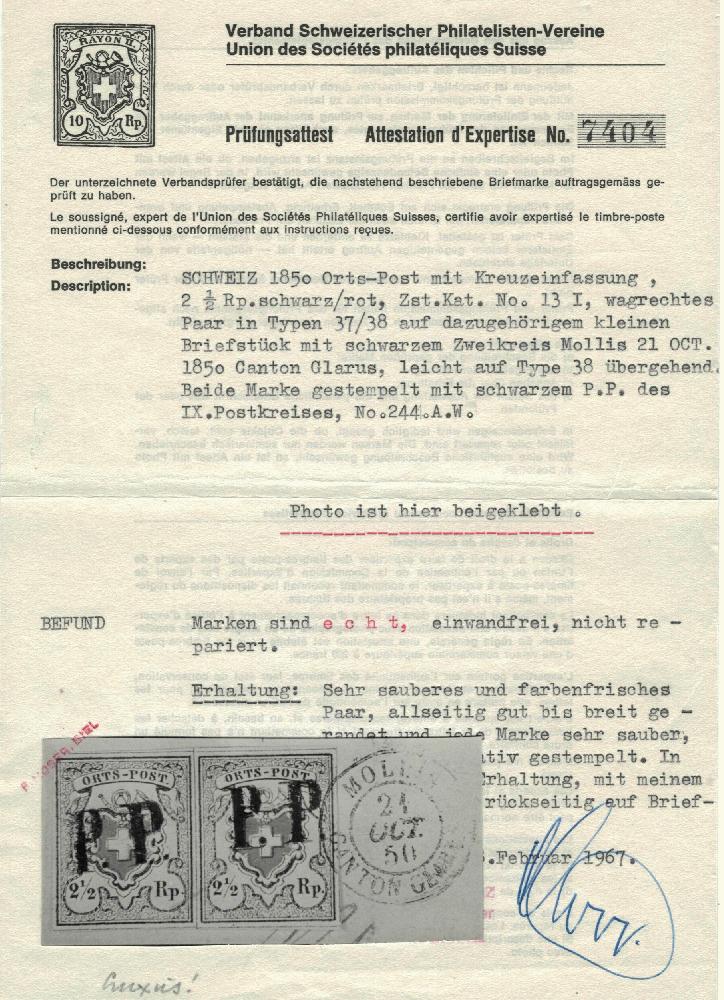 Verband Schweizerischer Philatelisten-Vereine
Union des Sociétés philatéliques Suisse
RAYON II.
10 Rp.
Prüfungsattest Attestation d'Expertise No. 7404
Der unterzeichnete Verbandsprüfer bestätigt, die nachstehend beschriebene Briefmarke auftragsgemäss ge-
prüft zu haben.
Le soussigné, expert de l'Union des Sociétés Philatéliques Suisses, certifie avoir expertisé le timbre-poste
mentionné ci-dessous conformément aux instructions reçues.
Beschreibung:
Description:
SCHWEIZ 1850 Orts-Post mit Kreuzeinfassung ,
2 ½ Rp.schwarz/rot, Zst.Kat. No. 13 I, wagrechtes
Paar in Typen 37/38 auf dazugehörigem kleinen
Briefstück mit schwarzem Zweikreis Mollis 21 OCT.
1850 Canton Glarus, leicht auf Type 38 übergehend.
Beide Marke gestempelt mit schwarzem P.P. des
IX.Postkreises, No.244.A.W.
Photo ist hier beigeklebt .
BEFUND Marken sind e c h t, einwandfrei, nicht re -
pariert.
Erhaltung: Sehr sauberes und farbenfrisches
Paar, allseitig gut bis breit ge -
randet und jede Marke sehr sauber,
gestempelt. In
Erhaltung, mit meinem
rückseitig auf Brief-
.Februar 1967.
ORTS-POST ORTS-POST
P.P. P.P.
2½ Rp. 2½ Rp.
21
OCT.
50
CANTON
Luxus!